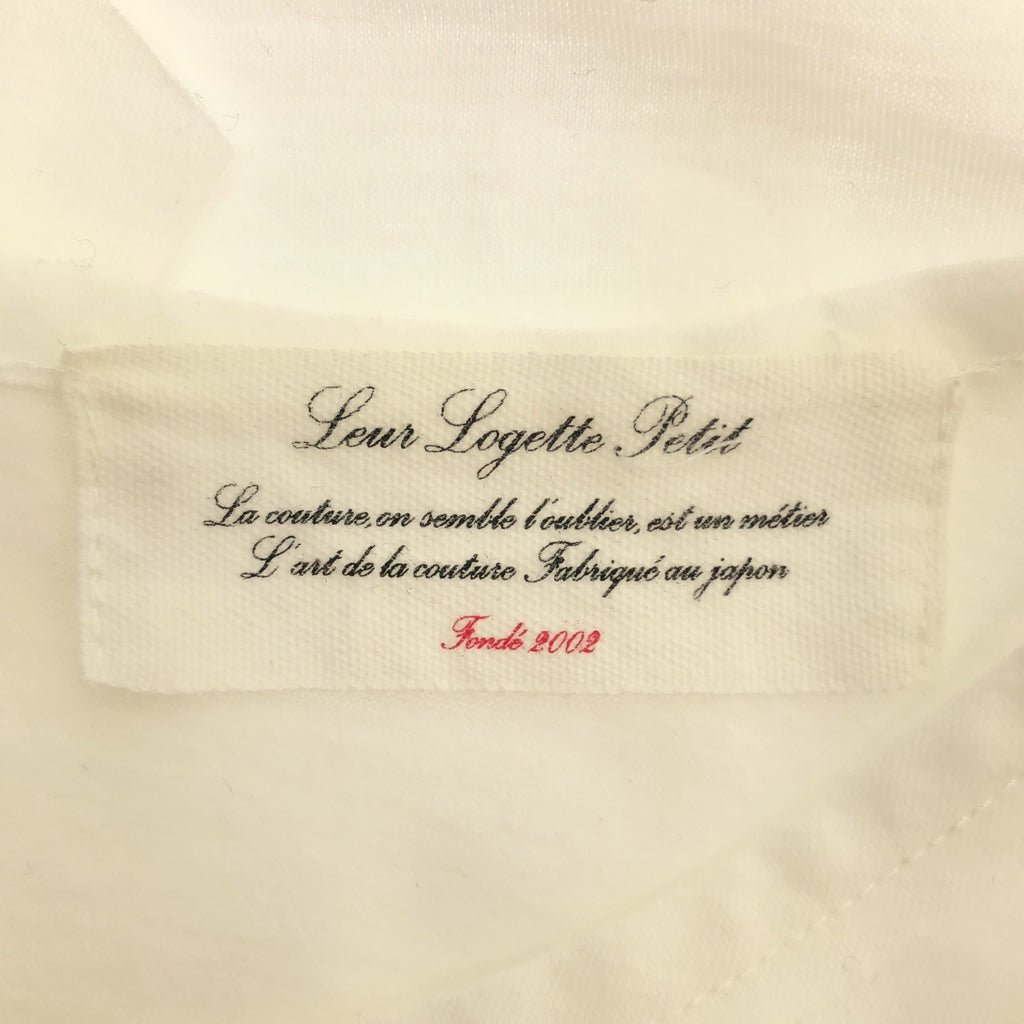 Leur Logette Petit
La couture, on semble l'oublier, est un métier
L'art de la couture Fabriqué au japon
Fondé 2002